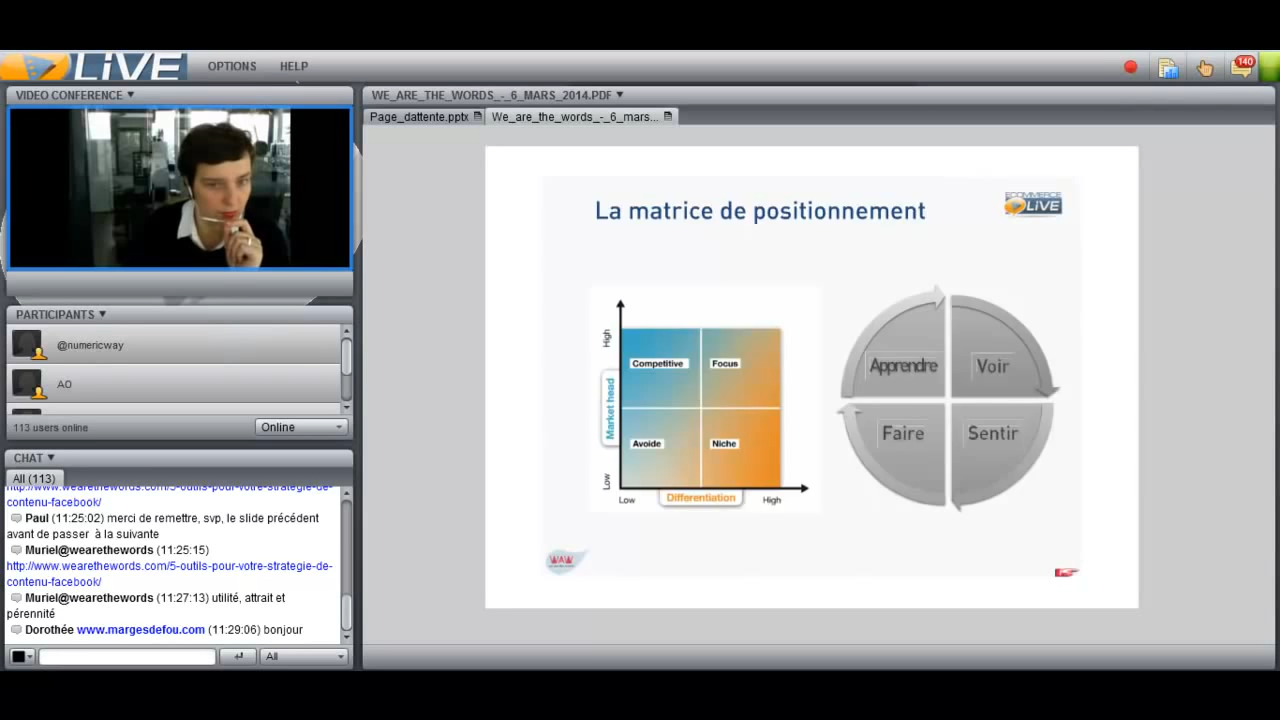 LiVE
OPTIONS HELP
140
VIDEO CONFERENCE
PARTICIPANTS
@numericway
AO
113 users online
Online
CHAT
All (113)
http://www.wearethewords.com/5-outils-pour-votre-strategie-de-
contenu-facebook/
Paul (11:25:02) merci de remettre, svp, le slide précédent
avant de passer à la suivante
Muriel@wearethewords (11:25:15)
http://www.wearethewords.com/5-outils-pour-votre-strategie-de-
contenu-facebook/
Muriel@wearethewords (11:27:13) utilité, attrait et
pérennité
Dorothée www.margesdefou.com (11:29:06) bonjour
All
WE_ARE_THE_WORDS_-_6_MARS_2014.PDF
Page_dattente.pptx
We_are_the_words_-_6_mars...
La matrice de positionnement
ECOMMERCE
LiVE
High
Market head
Low
Competitive
Focus
Avoide
Niche
Low
Differentiation
High
Apprendre
Voir
Faire
Sentir
WAW